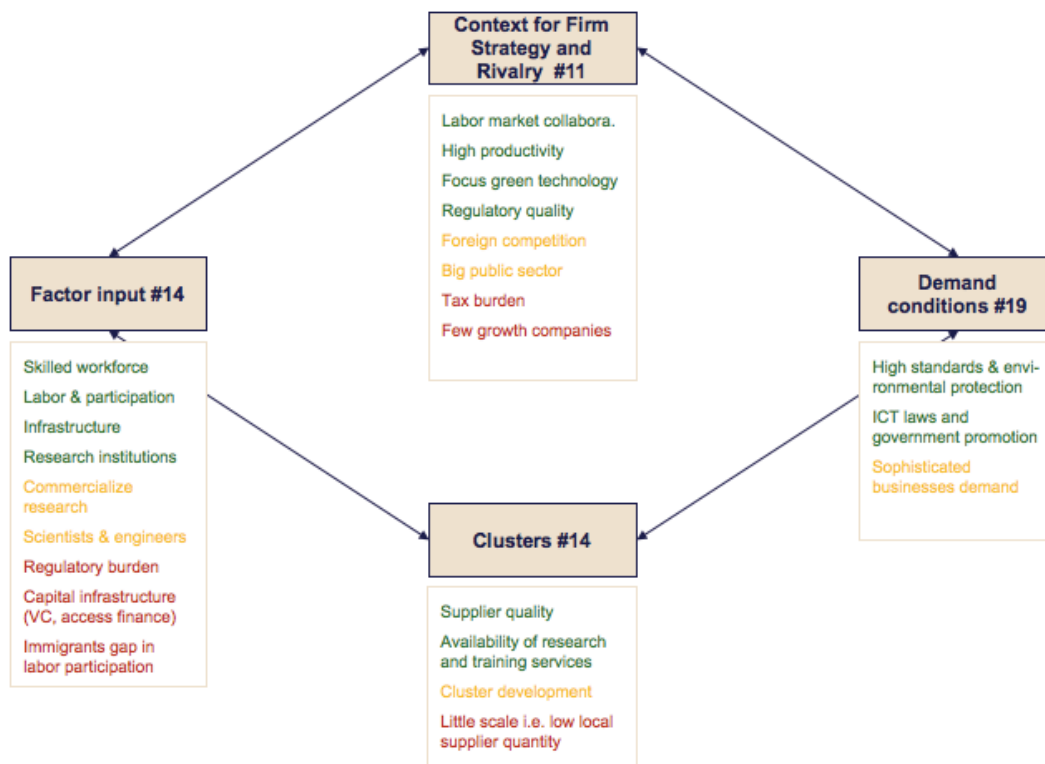 Context for Firm
Strategy and
Rivalry #11
Labor market collabora.
High productivity
Focus green technology
Regulatory quality
Foreign competition
Big public sector
Tax burden
Few growth companies
Factor input #14
Skilled workforce
Labor & participation
Infrastructure
Research institutions
Commercialize
research
Scientists & engineers
Regulatory burden
Capital infrastructure
(VC, access finance)
Immigrants gap in
labor participation
Demand
conditions #19
High standards & envi-
ronmental protection
ICT laws and
government promotion
Sophisticated
businesses demand
Clusters #14
Supplier quality
Availability of research
and training services
Cluster development
Little scale i.e. low local
supplier quantity